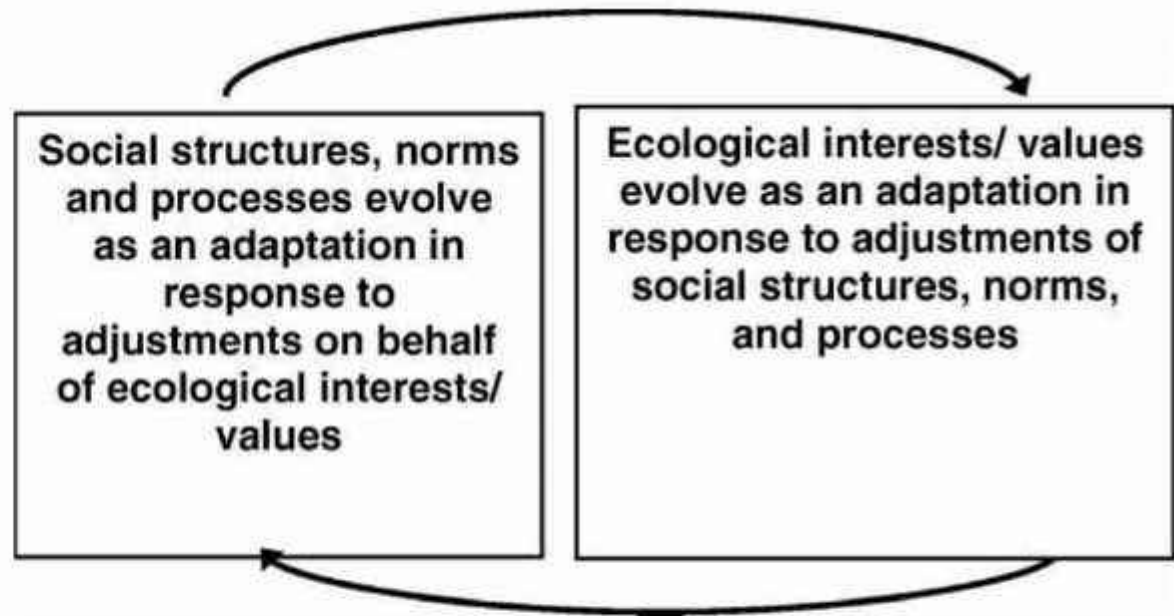 Social structures, norms
and processes evolve
as an adaptation in
response to
adjustments on behalf
of ecological interests/
values
Ecological interests/ values
evolve as an adaptation in
response to adjustments of
social structures, norms,
and processes